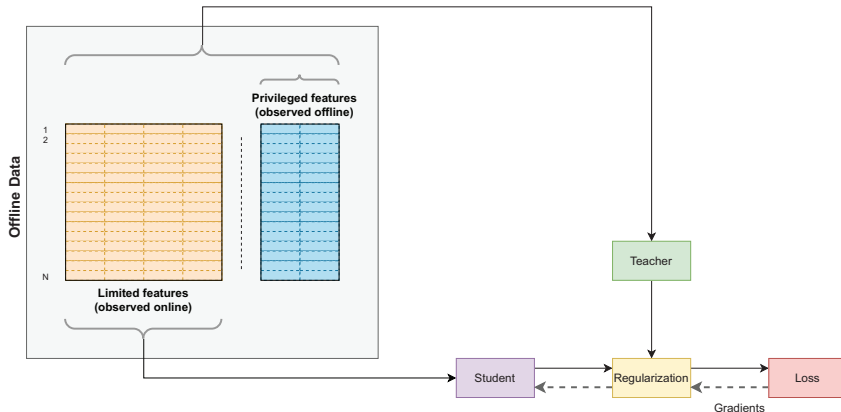 Privileged features
(observed offline)
1
2
Offline Data
N
Limited features
(observed online)
Teacher
Student
Regularization
Loss
Gradients